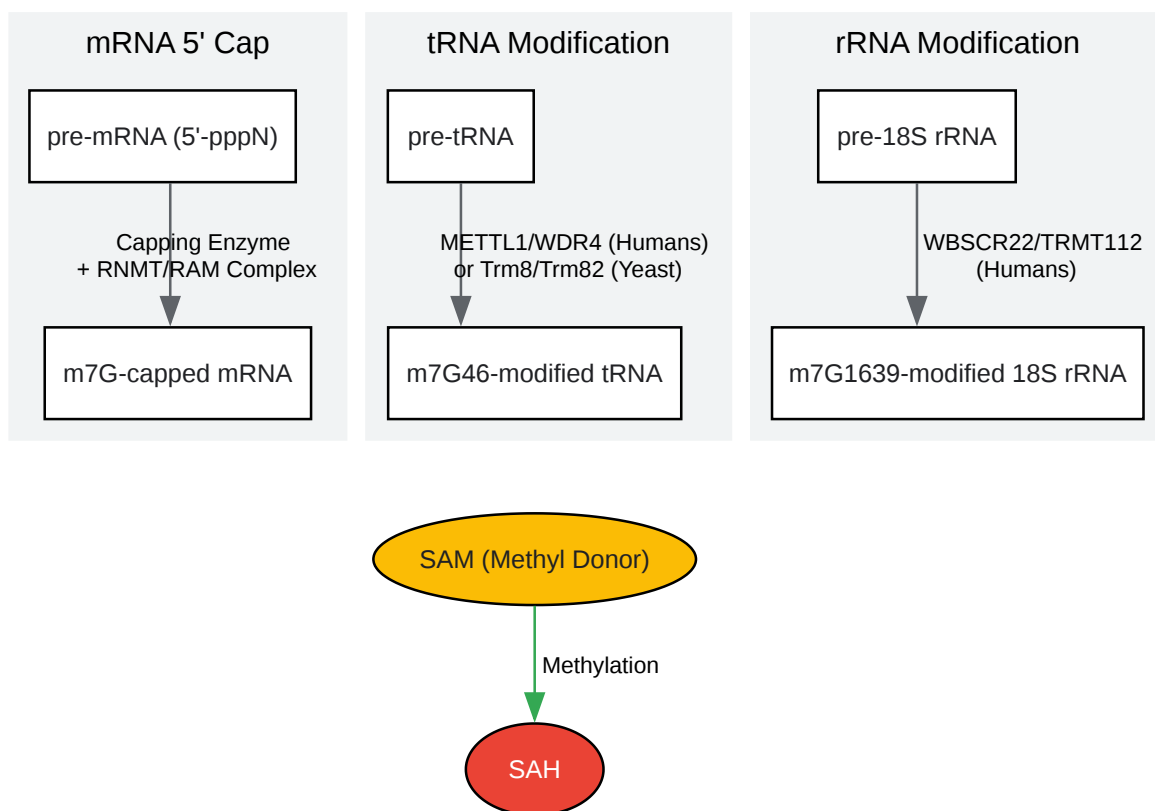 mRNA 5' Cap
pre-mRNA (5'-pppN)
Capping Enzyme
+ RNMT/RAM Complex
m7G-capped mRNA
tRNA Modification
pre-tRNA
METTL1/WDR4 (Humans)
or Trm8/Trm82 (Yeast)
m7G46-modified tRNA
rRNA Modification
pre-18S rRNA
WBSCR22/TRMT112
(Humans)
m7G1639-modified 18S rRNA
SAM (Methyl Donor)
Methylation
SAH